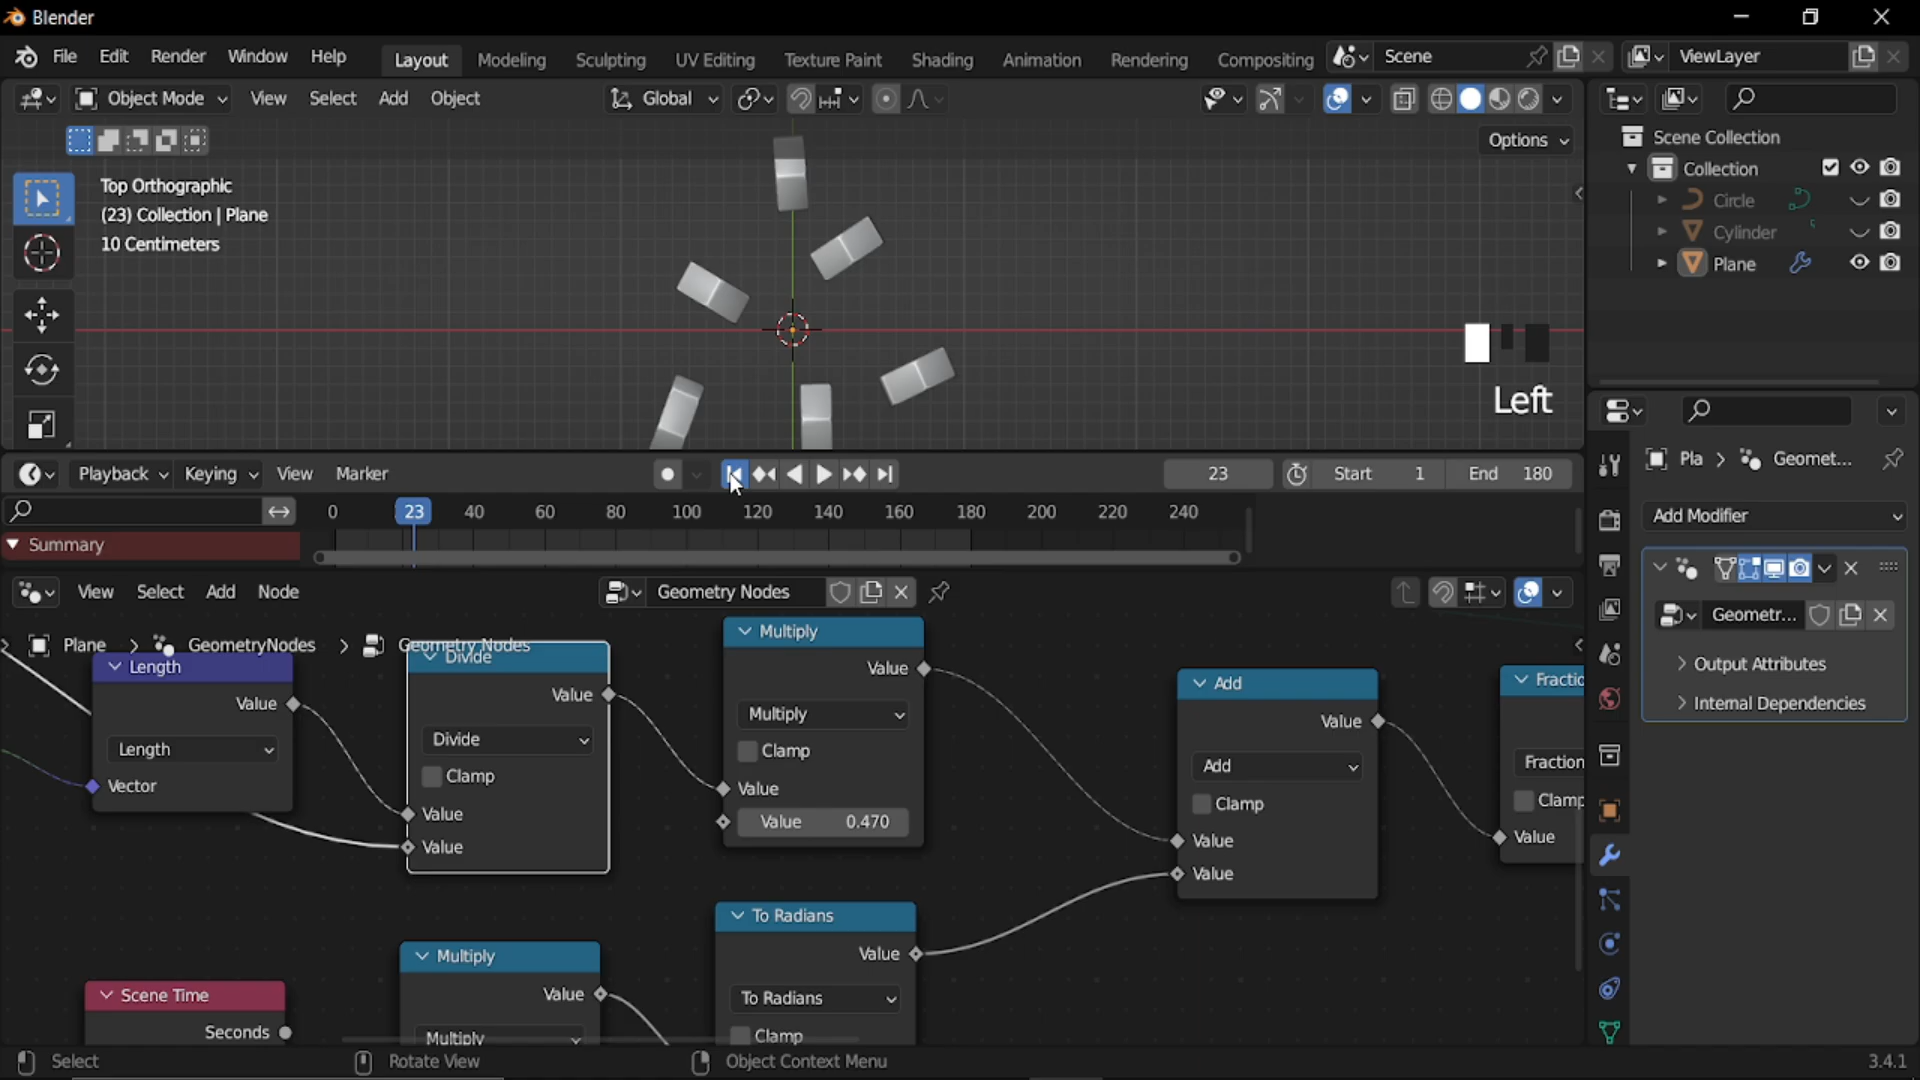 Blender
File Edit Render Window Help Layout Modeling Sculpting UV Editing Texture Paint Shading Animation Rendering Compositing Scene ViewLayer
Object Mode View Select Add Object Global
Options
Top Orthographic
(23) Collection | Plane
10 Centimeters
Scene Collection
Collection
Circle
Cylinder
Plane
Left
Playback Keying View Marker 23 Start 1 End 180
0 23 40 60 80 100 120 140 160 180 200 220 240
Summary
View Select Add Node Geometry Nodes
Plane GeometryNodes Geometry Nodes
Length
Value
Length
Vector
Divide
Value
Divide
Clamp
Value
Value
Multiply
Value
Multiply
Clamp
Value
Value 0.470
Add
Value
Add
Clamp
Value
Value
Fractio
Fraction
Clamp
Value
Scene Time
Seconds
Multiply
Value
Multiply
To Radians
Value
To Radians
Clamp
Pla Geomet...
Add Modifier
Geometr...
Output Attributes
Internal Dependencies
Select Rotate View Object Context Menu 3.4.1